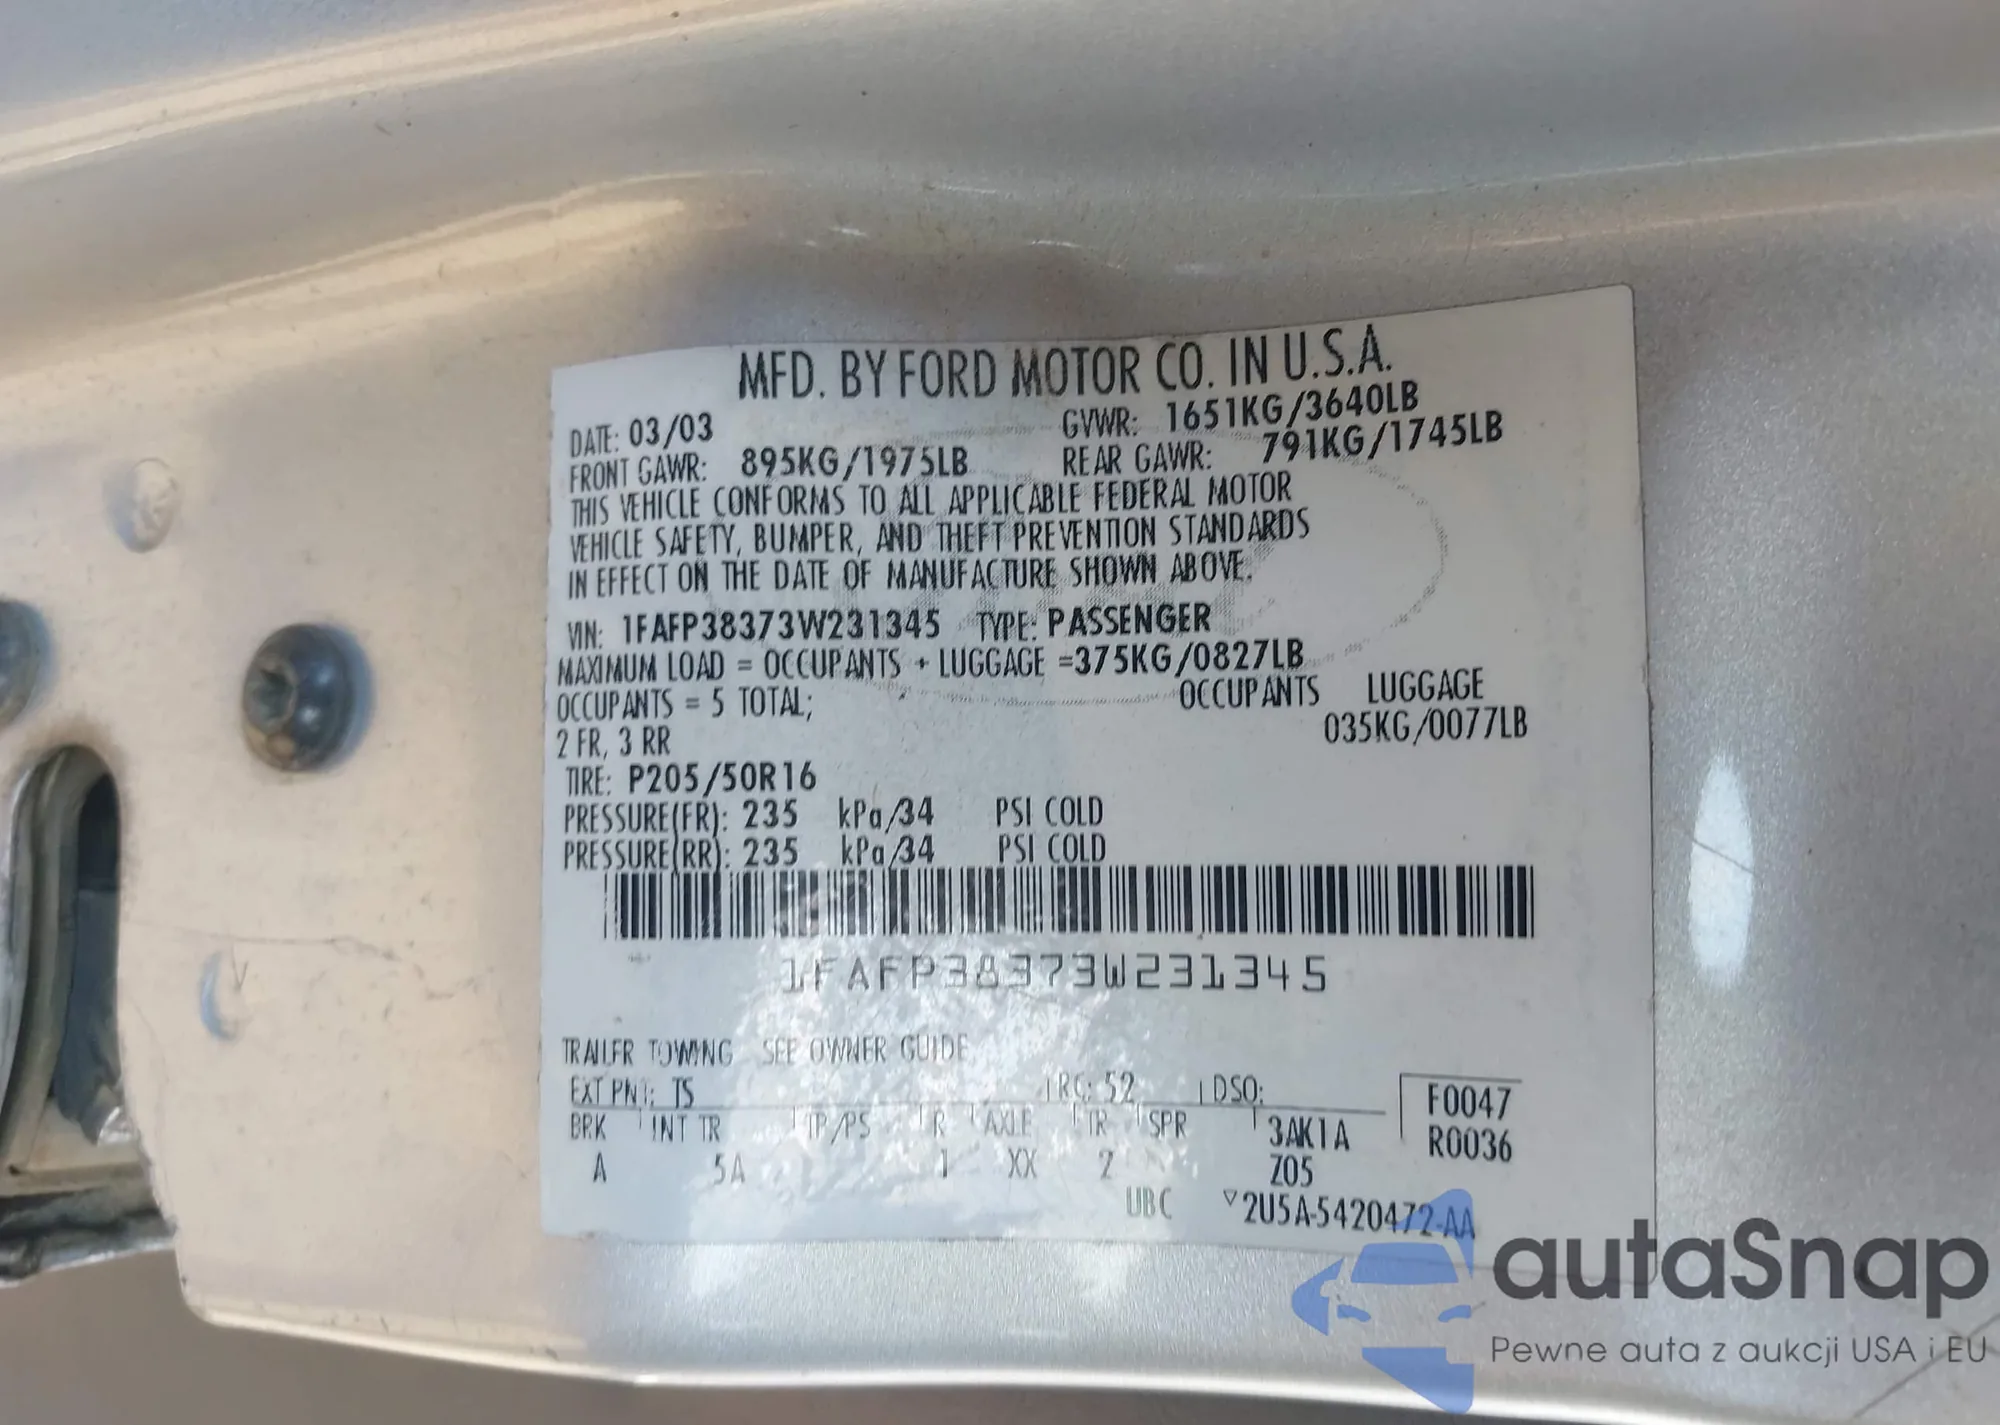 MFD. BY FORD MOTOR CO. IN U.S.A.
DATE: 03/03 GVWR: 1651KG/3640LB
FRONT GAWR: 895KG/1975LB REAR GAWR: 791KG/1745LB
THIS VEHICLE CONFORMS TO ALL APPLICABLE FEDERAL MOTOR
VEHICLE SAFETY, BUMPER, AND THEFT PREVENTION STANDARDS
IN EFFECT ON THE DATE OF MANUFACTURE SHOWN ABOVE.
VIN: 1FAFP38373W231345 TYPE: PASSENGER
MAXIMUM LOAD = OCCUPANTS + LUGGAGE =375KG/0827LB
OCCUPANTS = 5 TOTAL; OCCUPANTS LUGGAGE
2 FR, 3 RR 035KG/0077LB
TIRE: P205/50R16
PRESSURE(FR): 235 kPa/34 PSI COLD
PRESSURE(RR): 235 kPa/34 PSI COLD
1FAFP38373W231345
TRAILER TOWING SEE OWNER GUIDE
EXT PNT: TS RC: 52 DSO: F0047
BRK INT TR TP/PS R AXLE TR SPR 3AK1A R0036
A 5A 1 XX 2 Z05
UBC ▽2U5A-5420472-AA
autaSnap
Pewne auta z aukcji USA i EU